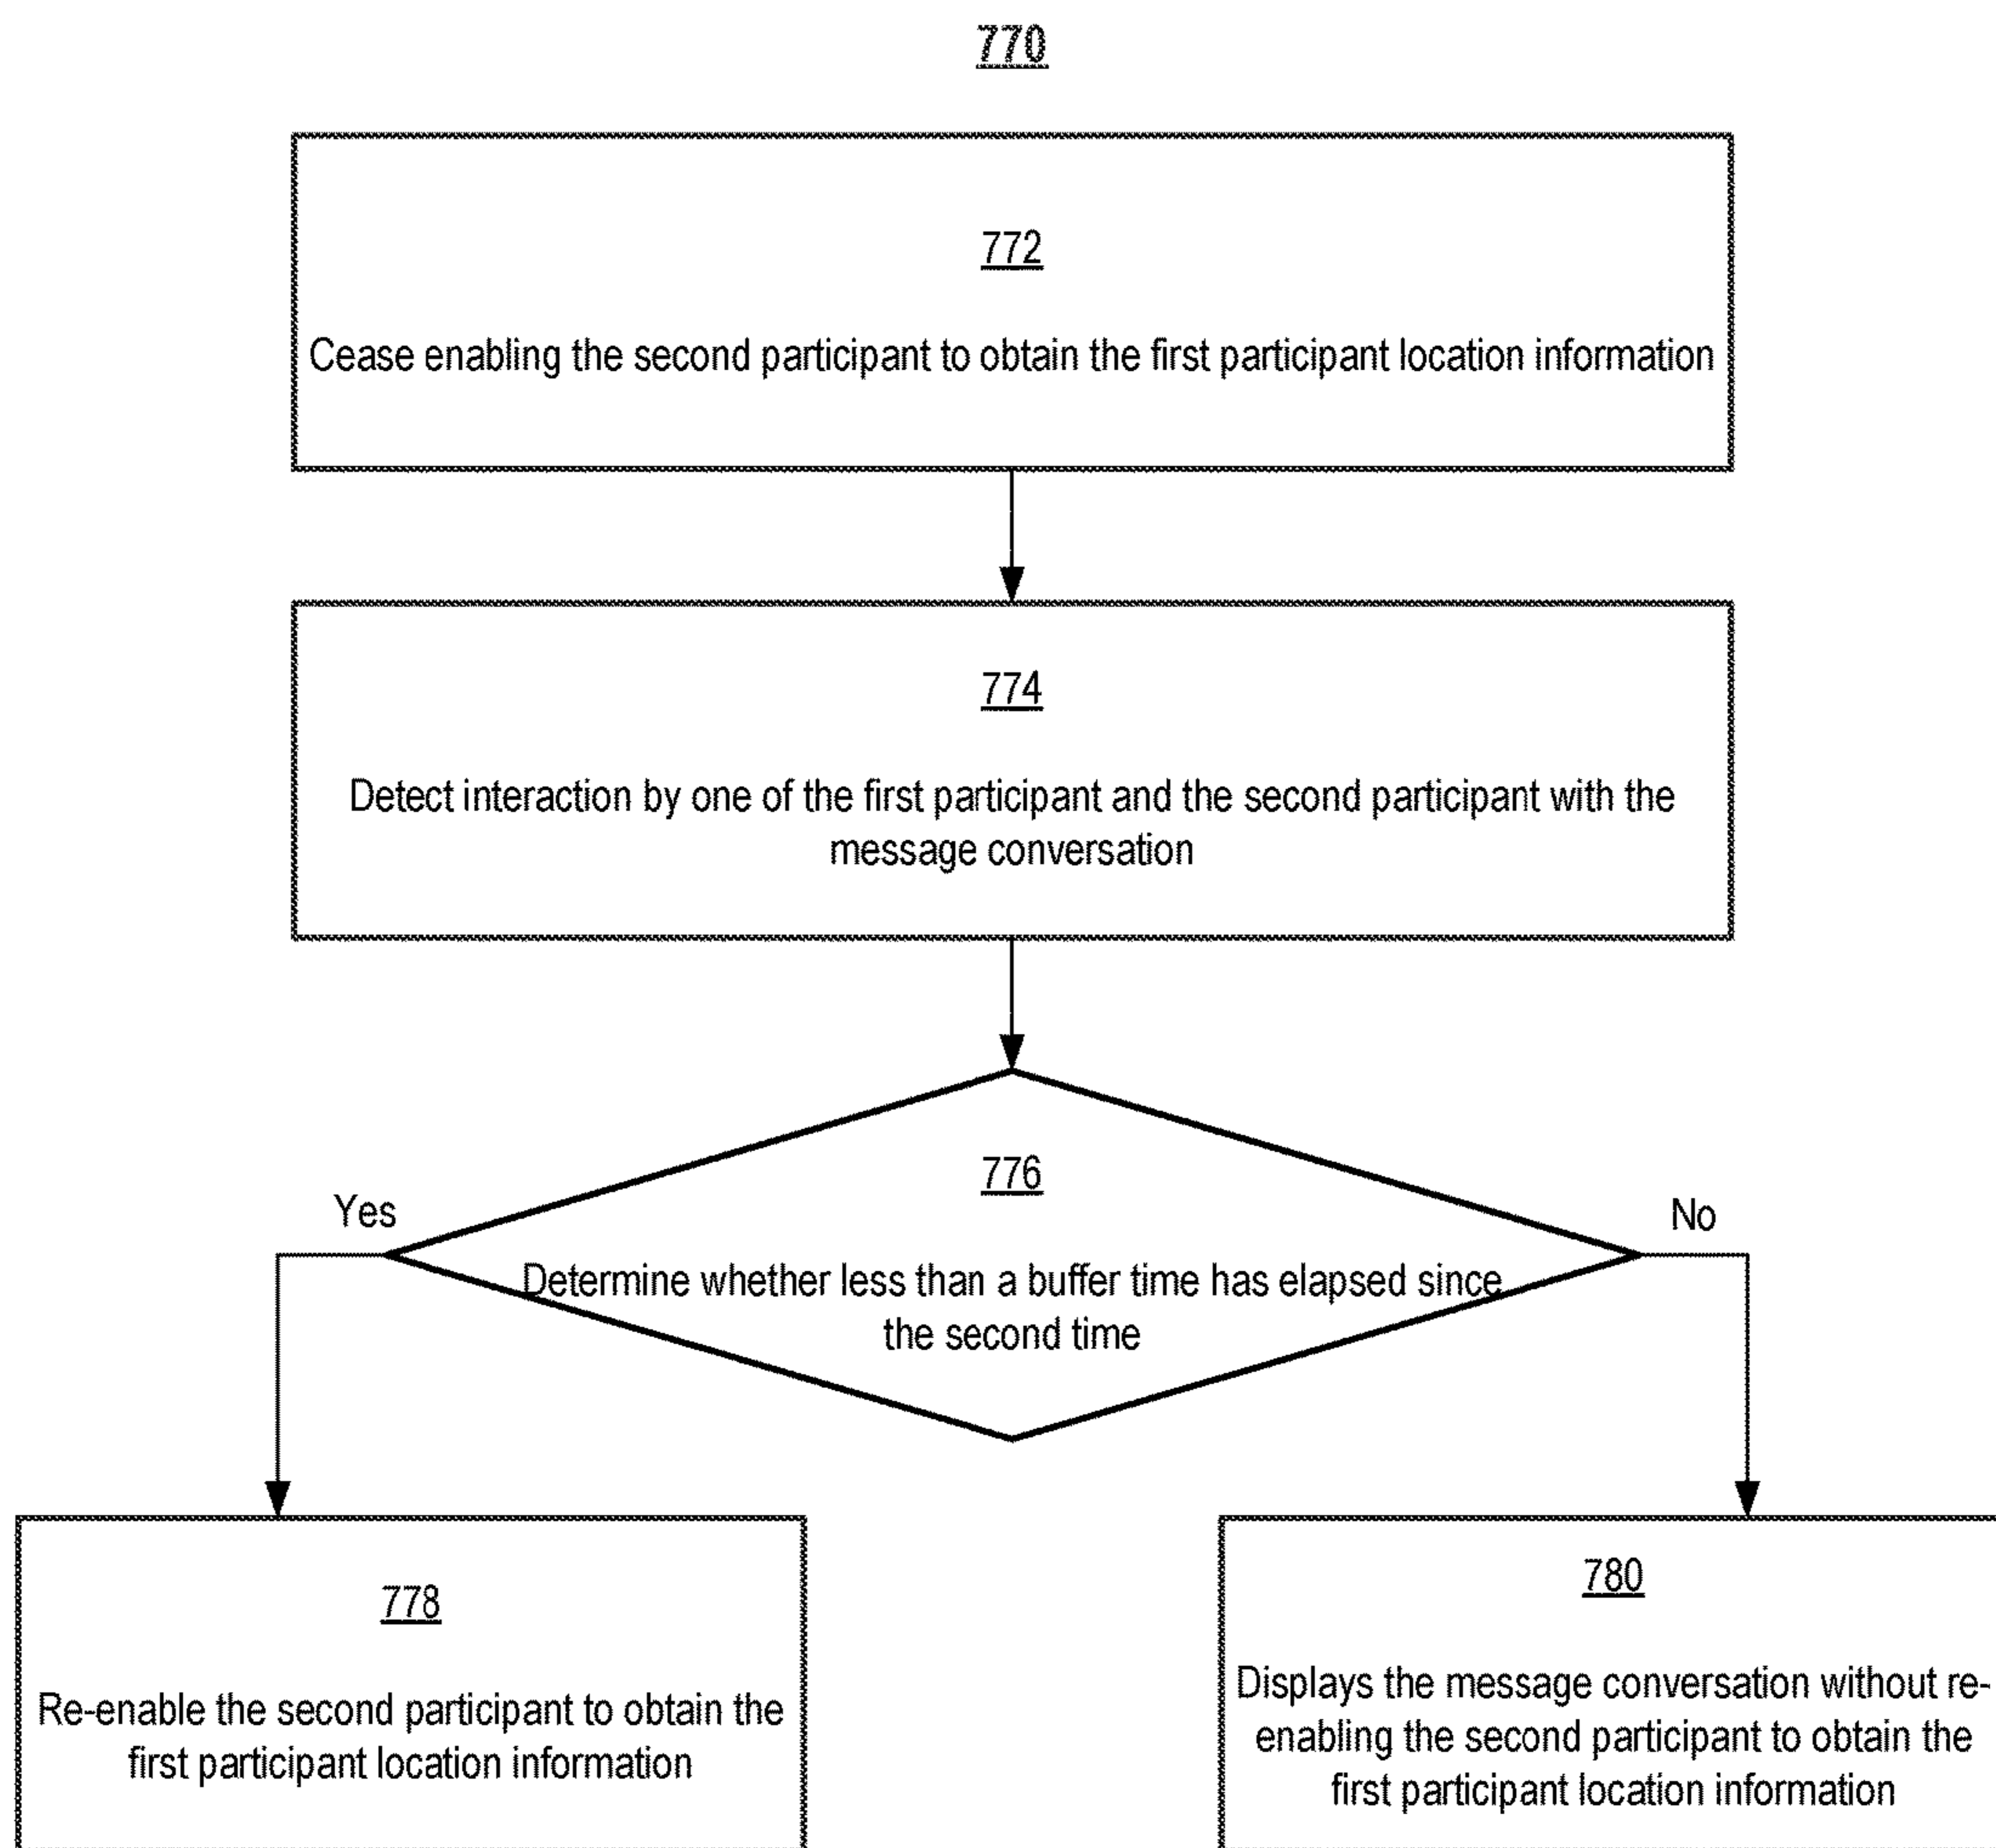 770
772
Cease enabling the second participant to obtain the first participant location information
774
Detect interaction by one of the first participant and the second participant with the
message conversation
776
Yes
No
Determine whether less than a buffer time has elapsed since
the second time
778
Re-enable the second participant to obtain the
first participant location information
780
Displays the message conversation without re-
enabling the second participant to obtain the
first participant location information